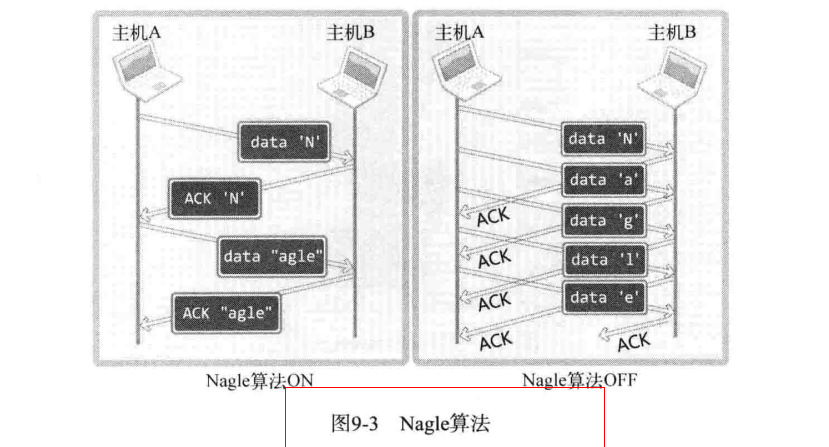 主机A 主机B
data 'N'
ACK 'N'
data "agle"
ACK "agle"
Nagle算法ON
主机A 主机B
data 'N'
data 'a'
ACK
data 'g'
ACK
data 'l'
ACK
data 'e'
ACK
ACK
Nagle算法OFF
图9-3 Nagle算法